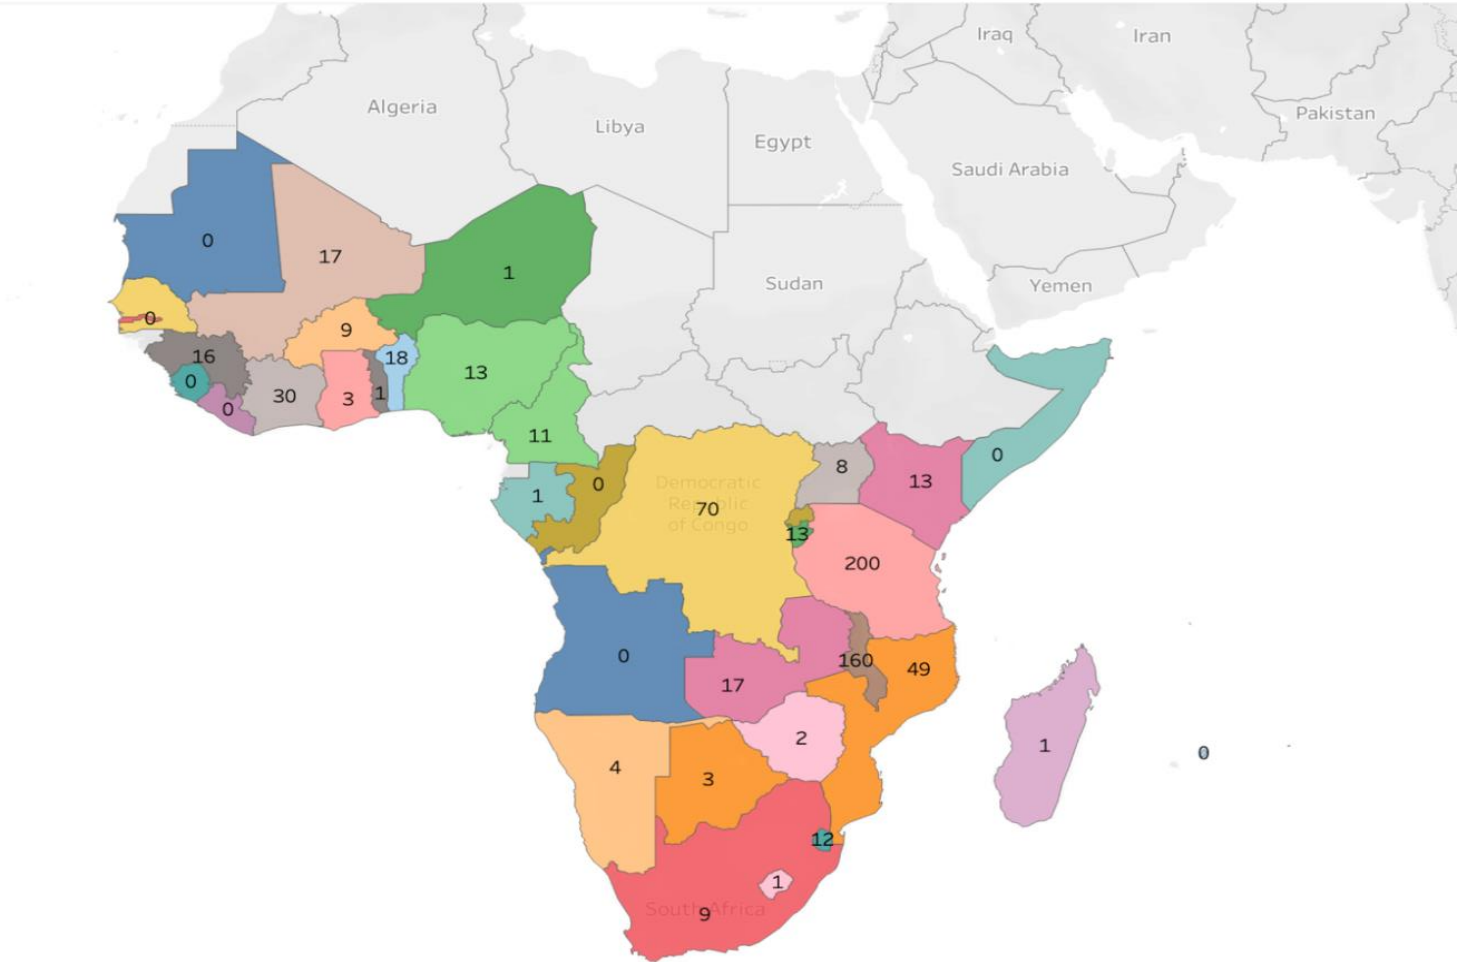 Iraq
Iran
Algeria
Pakistan
Libya
Egypt
Saudi Arabia
0
17
1
Sudan
Yemen
0
9
16
18
13
0
30
3
1
0
11
0
8
13
1
0
Democratic
Republic
of Congo
70
13
200
0
160
49
17
2
1
0
4
3
12
1
South Africa
9